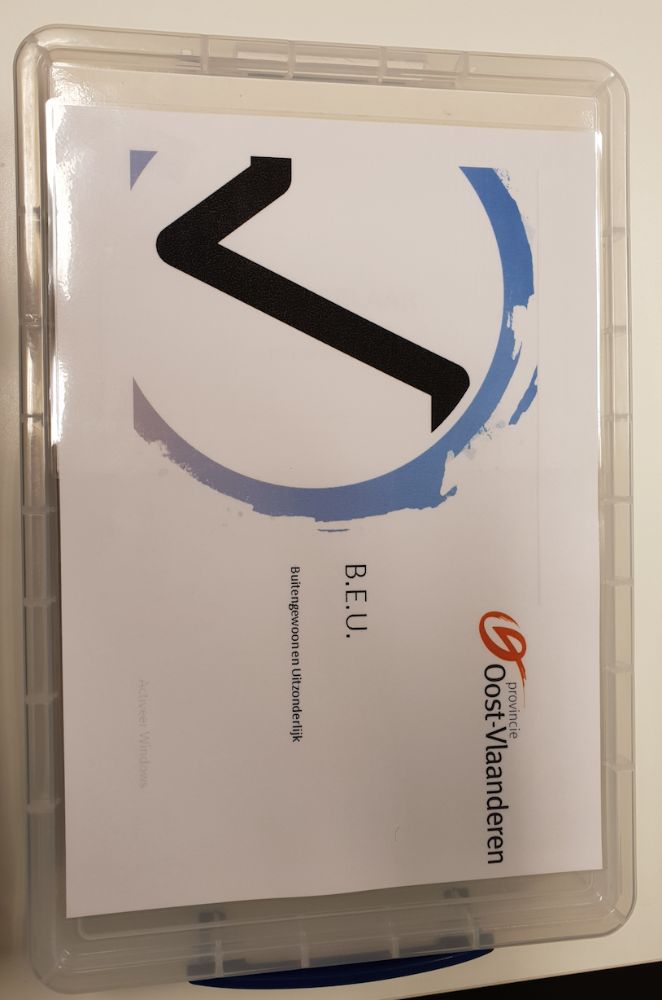 provincie
Oost-Vlaanderen
B.E.U.
Buitengewoon en Uitzonderlijk
Activeer Windows